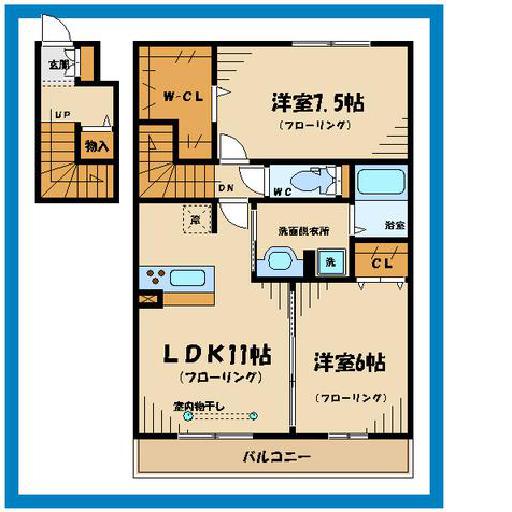 玄関
UP
物入
W-CL
洋室7.5帖
(フローリング)
DN
WC
浴室
洗面脱衣所
洗
CL
LDK11帖
(フローリング)
洋室6帖
(フローリング)
室内物干し
バルコニー